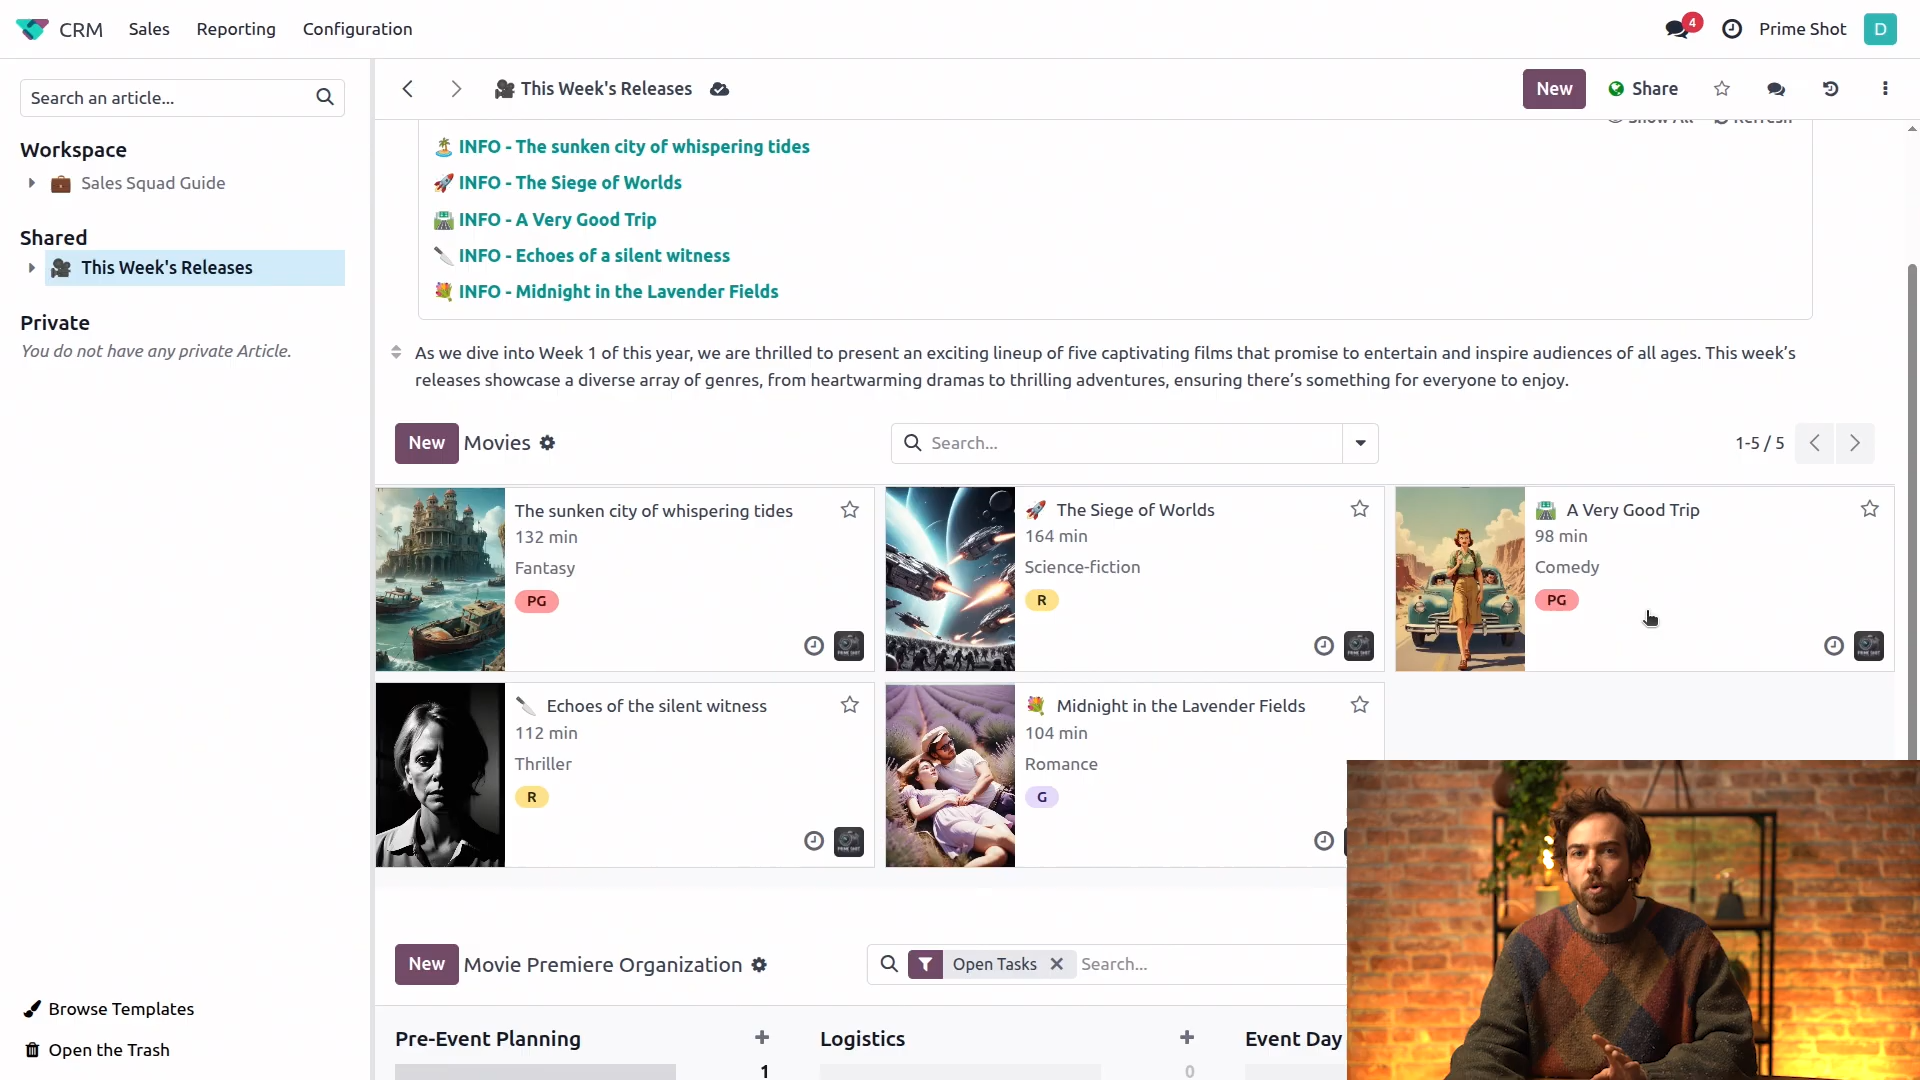 CRM Sales Reporting Configuration 4 Prime Shot D
Search an article...
This Week's Releases New Share
Workspace
Sales Squad Guide
Shared
This Week's Releases
Private
You do not have any private Article.
Browse Templates
Open the Trash
Show All Refresh
INFO - The sunken city of whispering tides
INFO - The Siege of Worlds
INFO - A Very Good Trip
INFO - Echoes of a silent witness
INFO - Midnight in the Lavender Fields
As we dive into Week 1 of this year, we are thrilled to present an exciting lineup of five captivating films that promise to entertain and inspire audiences of all ages. This week's
releases showcase a diverse array of genres, from heartwarming dramas to thrilling adventures, ensuring there's something for everyone to enjoy.
New Movies Search... 1-5 / 5
The sunken city of whispering tides
132 min
Fantasy
PG
The Siege of Worlds
164 min
Science-fiction
R
A Very Good Trip
98 min
Comedy
PG
Echoes of the silent witness
112 min
Thriller
R
Midnight in the Lavender Fields
104 min
Romance
G
New Movie Premiere Organization Open Tasks Search...
Pre-Event Planning
1
Logistics
0
Event Day